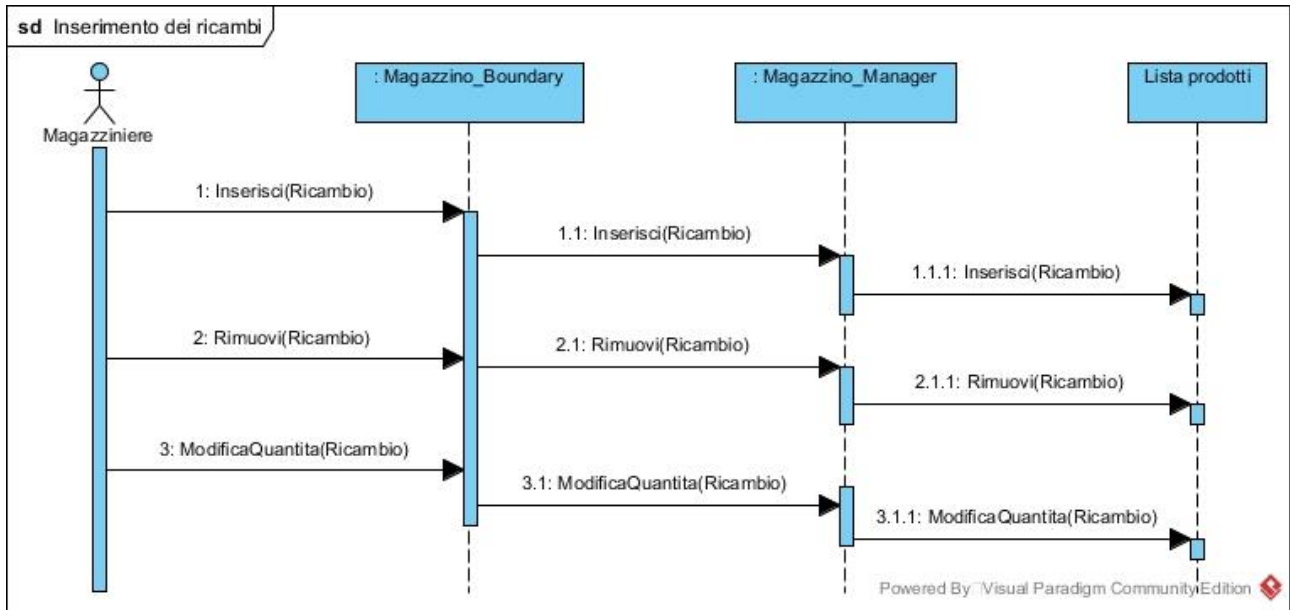 sd Inserimento dei ricambi
Magazziniere
: Magazzino_Boundary
: Magazzino_Manager
Lista prodotti
1: Inserisci(Ricambio)
1.1: Inserisci(Ricambio)
1.1.1: Inserisci(Ricambio)
2: Rimuovi(Ricambio)
2.1: Rimuovi(Ricambio)
2.1.1: Rimuovi(Ricambio)
3: ModificaQuantita(Ricambio)
3.1: ModificaQuantita(Ricambio)
3.1.1: ModificaQuantita(Ricambio)
Powered By Visual Paradigm Community Edition